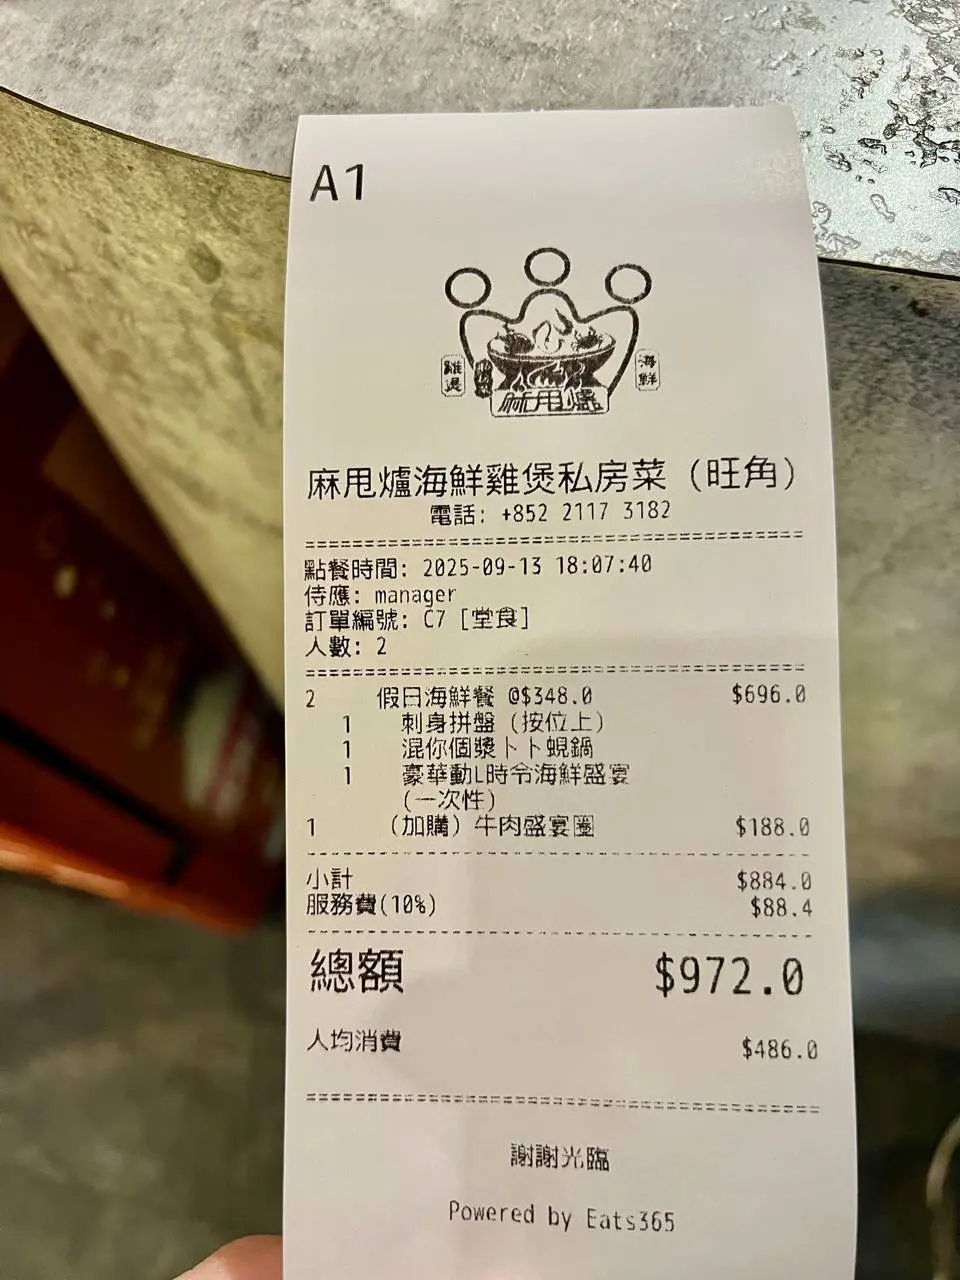 A1
海鮮
麻甩爐
麻甩爐海鮮雞煲私房菜（旺角）
電話: +852 2117 3182
點餐時間: 2025-09-13 18:07:40
侍應: manager
訂單編號: C7 [堂食]
人數: 2
2 假日海鮮餐 @$348.0 $696.0
1 刺身拼盤（按位上）
1 混你個漿卜卜蜆鍋
1 豪華動L時令海鮮盛宴
(一次性)
1 （加購）牛肉盛宴圈 $188.0
小計 $884.0
服務費(10%) $88.4
總額 $972.0
人均消費 $486.0
謝謝光臨
Powered by Eats365